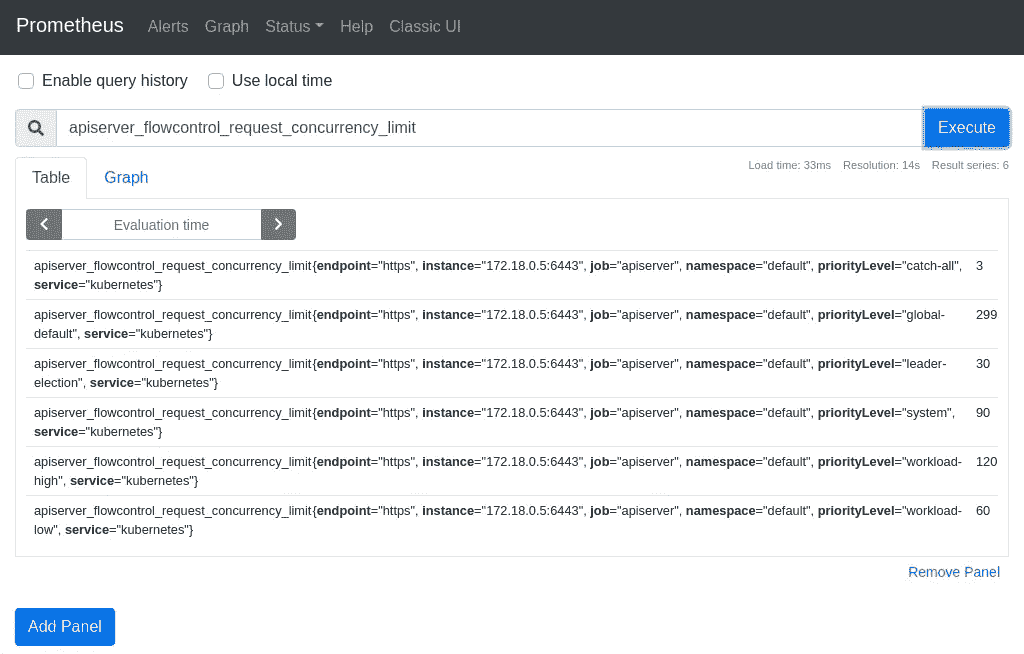 Prometheus Alerts Graph Status Help Classic UI
Enable query history Use local time
apiserver_flowcontrol_request_concurrency_limit Execute
Load time: 33ms Resolution: 14s Result series: 6
Table Graph
Evaluation time
apiserver_flowcontrol_request_concurrency_limit{endpoint="https", instance="172.18.0.5:6443", job="apiserver", namespace="default", priorityLevel="catch-all", 3
service="kubernetes"}
apiserver_flowcontrol_request_concurrency_limit{endpoint="https", instance="172.18.0.5:6443", job="apiserver", namespace="default", priorityLevel="global- 299
default", service="kubernetes"}
apiserver_flowcontrol_request_concurrency_limit{endpoint="https", instance="172.18.0.5:6443", job="apiserver", namespace="default", priorityLevel="leader- 30
election", service="kubernetes"}
apiserver_flowcontrol_request_concurrency_limit{endpoint="https", instance="172.18.0.5:6443", job="apiserver", namespace="default", priorityLevel="system", 90
service="kubernetes"}
apiserver_flowcontrol_request_concurrency_limit{endpoint="https", instance="172.18.0.5:6443", job="apiserver", namespace="default", priorityLevel="workload- 120
high", service="kubernetes"}
apiserver_flowcontrol_request_concurrency_limit{endpoint="https", instance="172.18.0.5:6443", job="apiserver", namespace="default", priorityLevel="workload- 60
low", service="kubernetes"}
Remove Panel
Add Panel